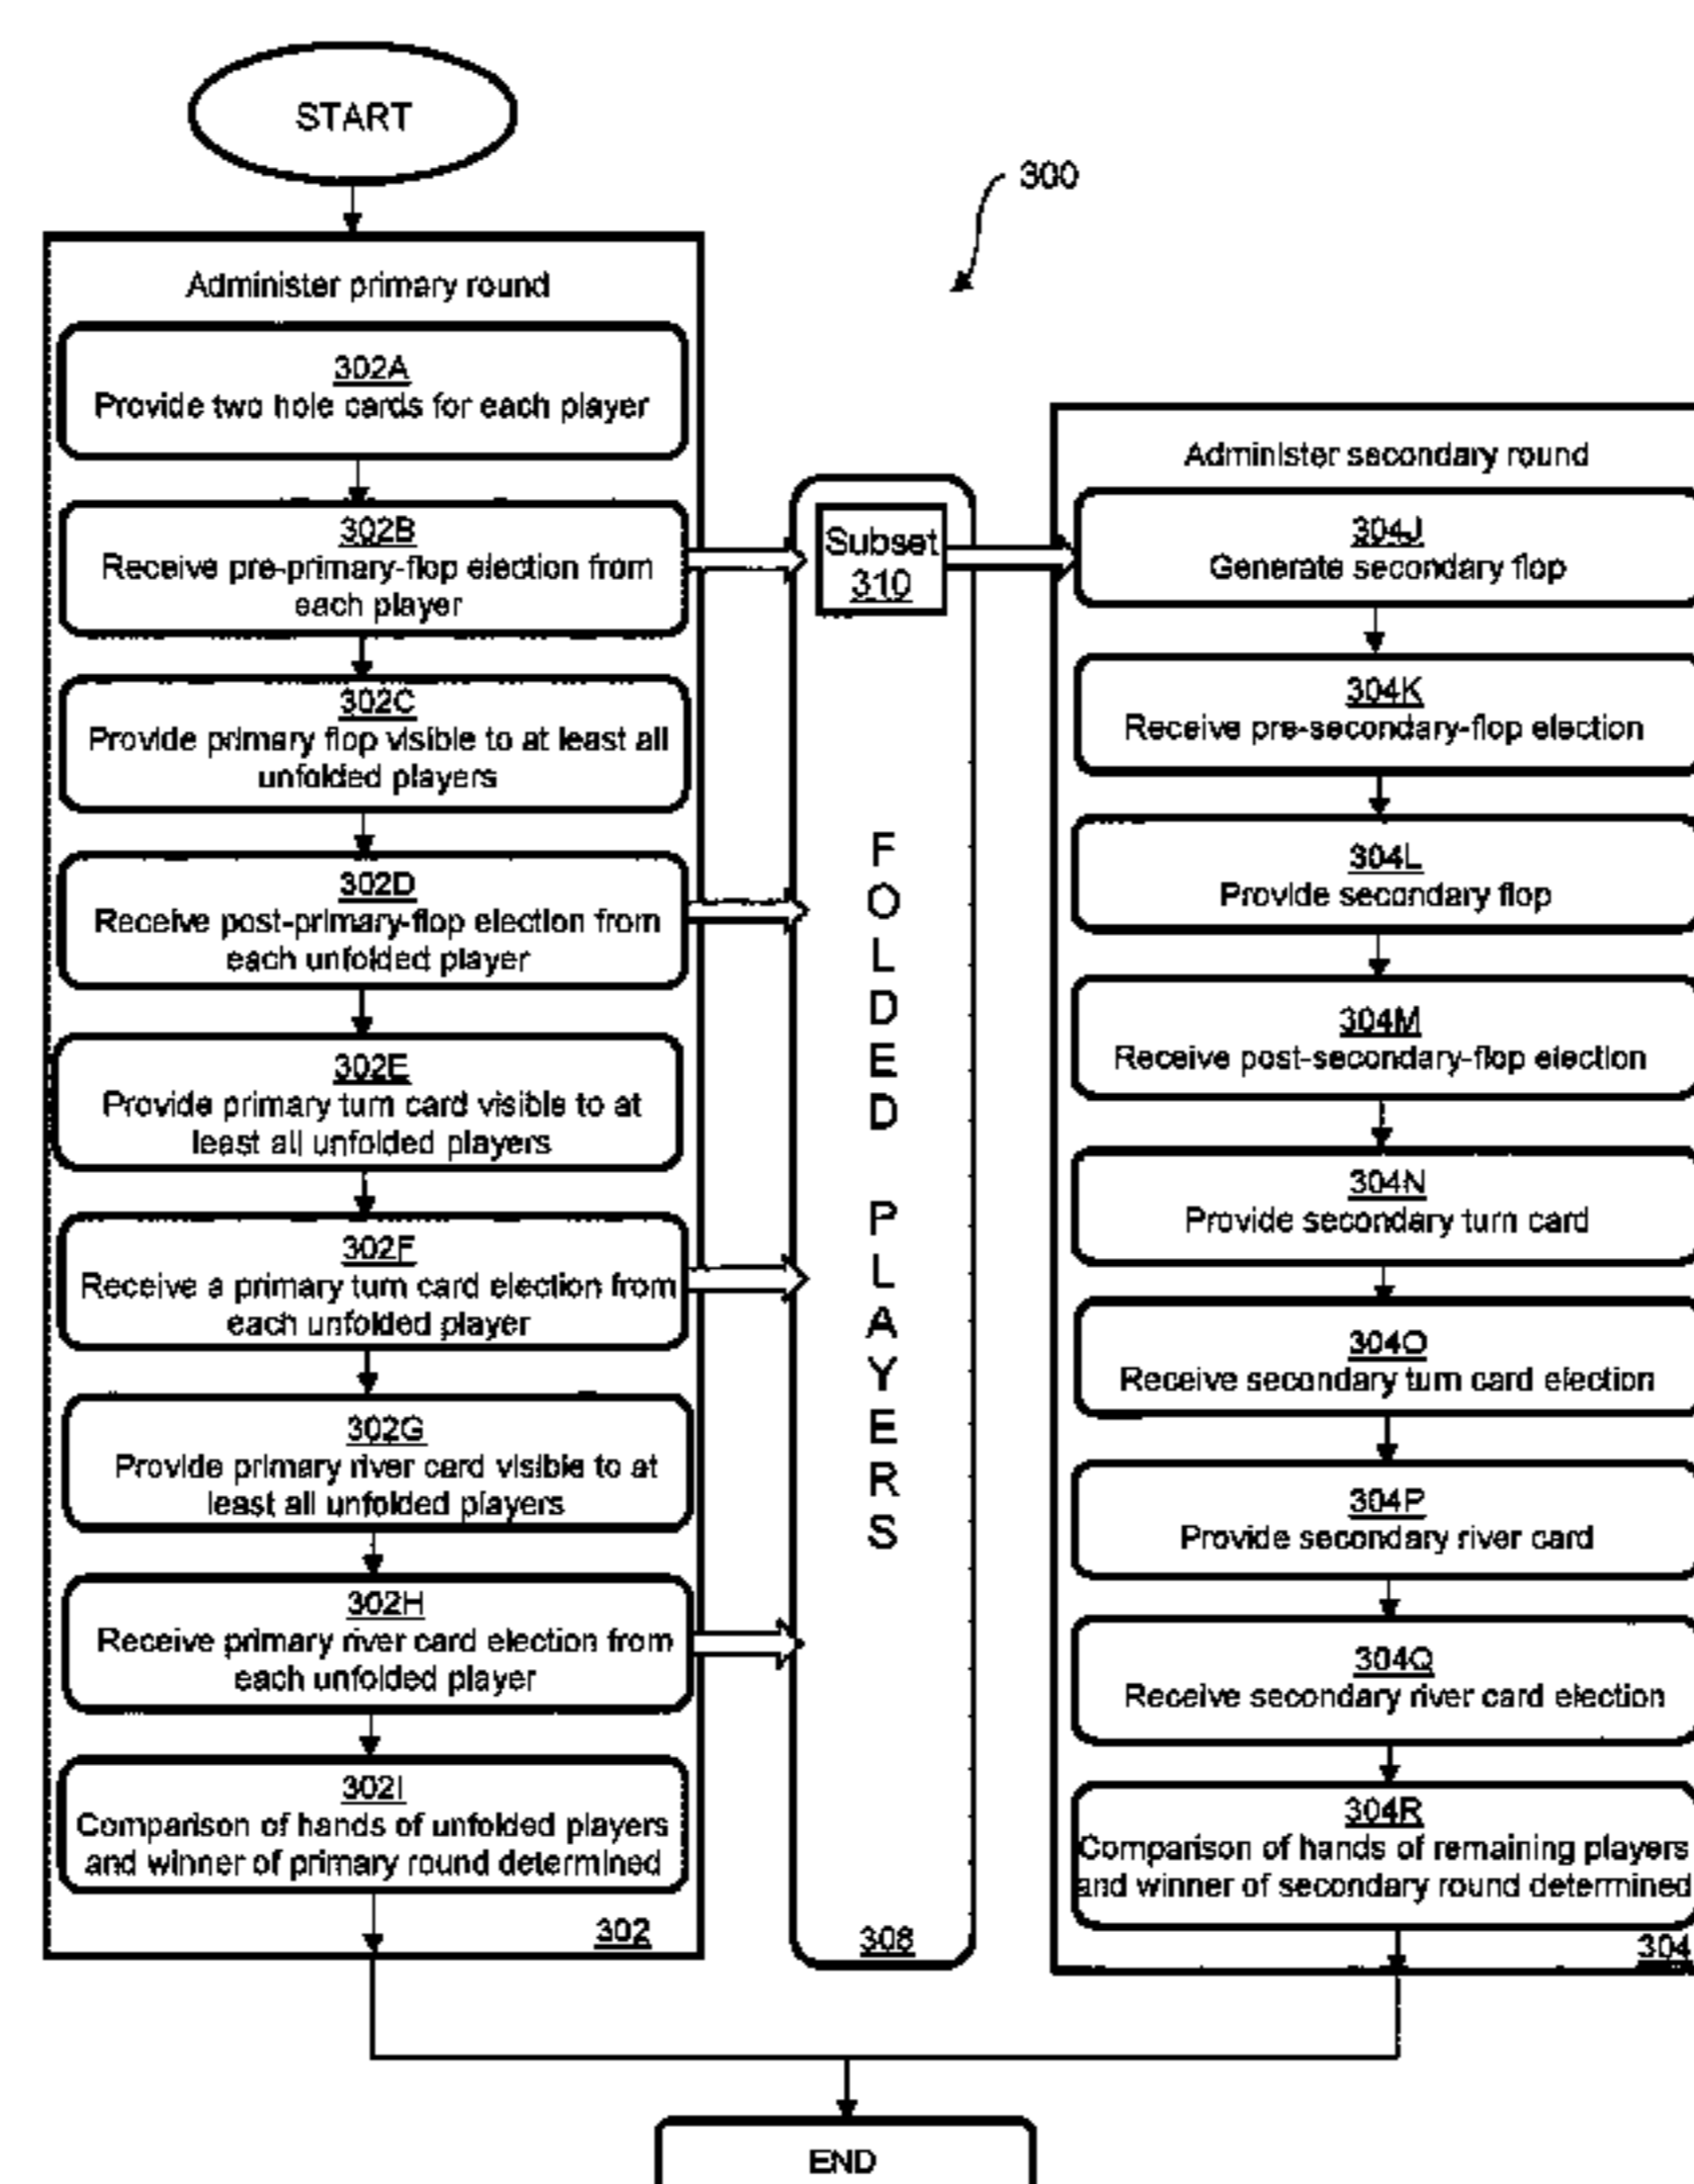 START
300
Administer primary round
302A
Provide two hole cards for each player
302B
Receive pre-primary-flop election from
each player
302C
Provide primary flop visible to at least all
unfolded players
302D
Receive post-primary-flop election from
each unfolded player
302E
Provide primary turn card visible to at
least all unfolded players
302F
Receive a primary turn card election from
each unfolded player
302G
Provide primary river card visible to at
least all unfolded players
302H
Receive primary river card election from
each unfolded player
302I
Comparison of hands of unfolded players
and winner of primary round determined
302
Subset
310
FOLDED PLAYERS
308
Administer secondary round
304J
Generate secondary flop
304K
Receive pre-secondary-flop election
304L
Provide secondary flop
304M
Receive post-secondary-flop election
304N
Provide secondary turn card
304O
Receive secondary turn card election
304P
Provide secondary river card
304Q
Receive secondary river card election
304R
Comparison of hands of remaining players
and winner of secondary round determined
304
END